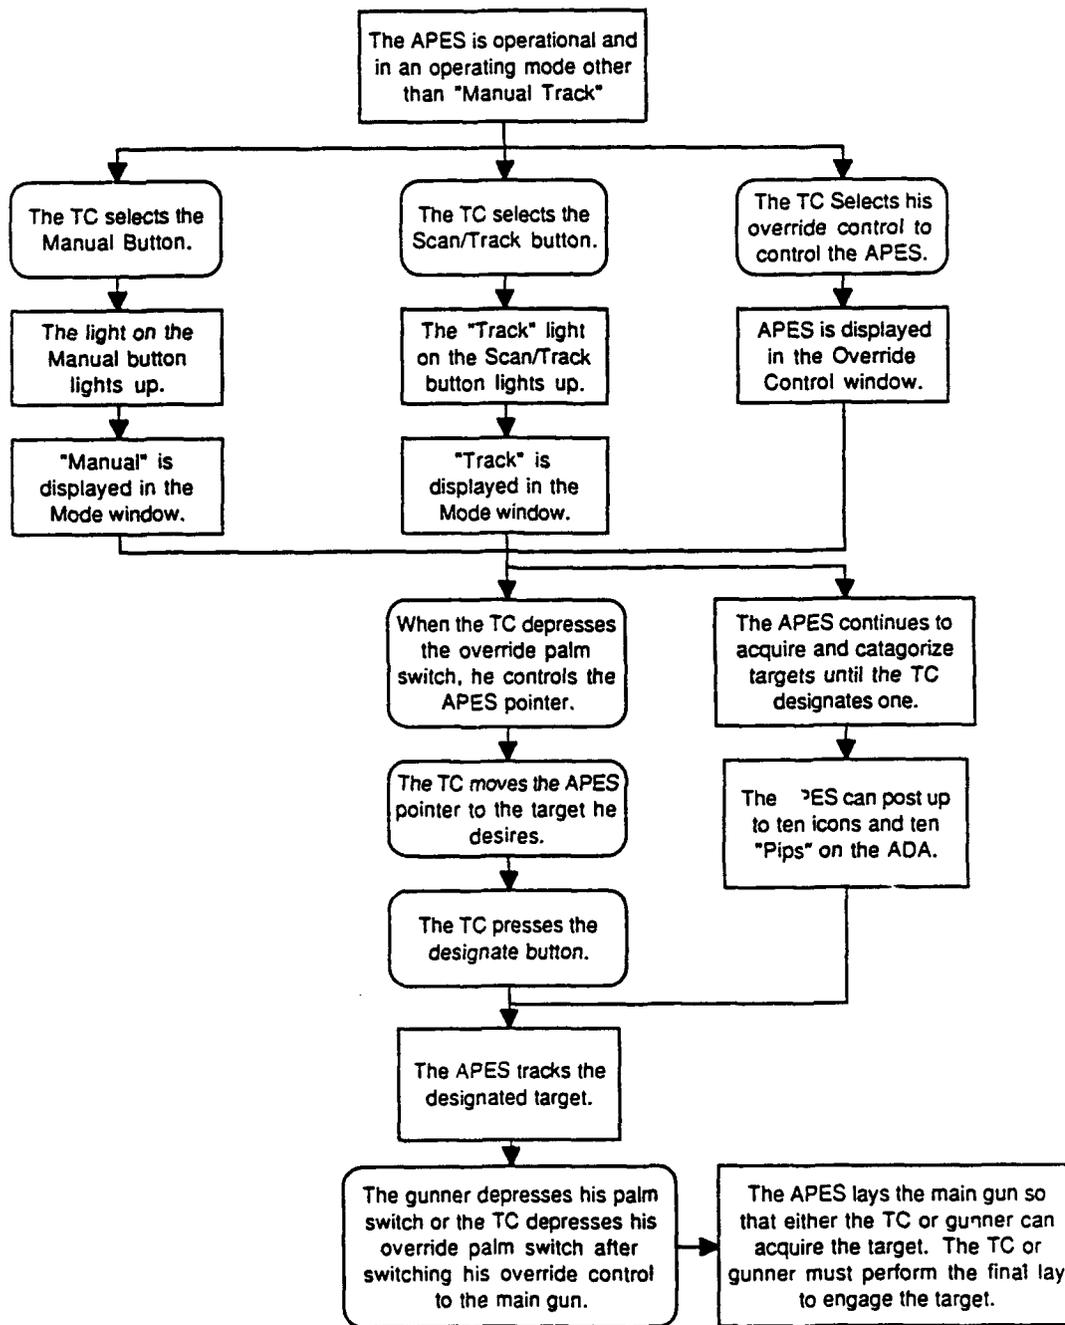 The APES is operational and
in an operating mode other
than "Manual Track"
The TC selects the
Manual Button.
The TC selects the
Scan/Track button.
The TC Selects his
override control to
control the APES.
The light on the
Manual button
lights up.
The "Track" light
on the Scan/Track
button lights up.
APES is displayed
in the Override
Control window.
"Manual" is
displayed in the
Mode window.
"Track" is
displayed in the
Mode window.
When the TC depresses
the override palm
switch, he controls the
APES pointer.
The APES continues to
acquire and catagorize
targets until the TC
designates one.
The TC moves the APES
pointer to the target he
desires.
The PES can post up
to ten icons and ten
"Pips" on the ADA.
The TC presses the
designate button.
The APES tracks the
designated target.
The gunner depresses his palm
switch or the TC depresses his
override palm switch after
switching his override control
to the main gun.
The APES lays the main gun so
that either the TC or gunner can
acquire the target. The TC or
gunner must perform the final lay
to engage the target.